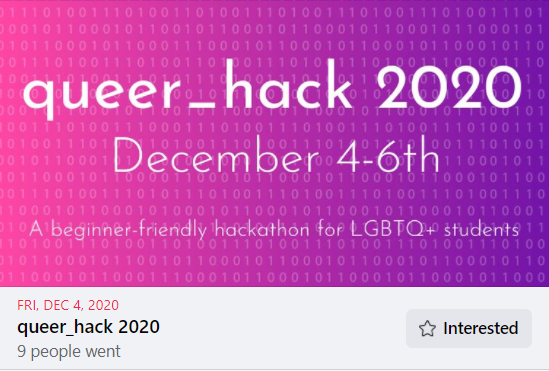 queer_hack 2020
December 4-6th
A beginner-friendly hackathon for LGBTQ+ students
FRI, DEC 4, 2020
queer_hack 2020
9 people went
Interested